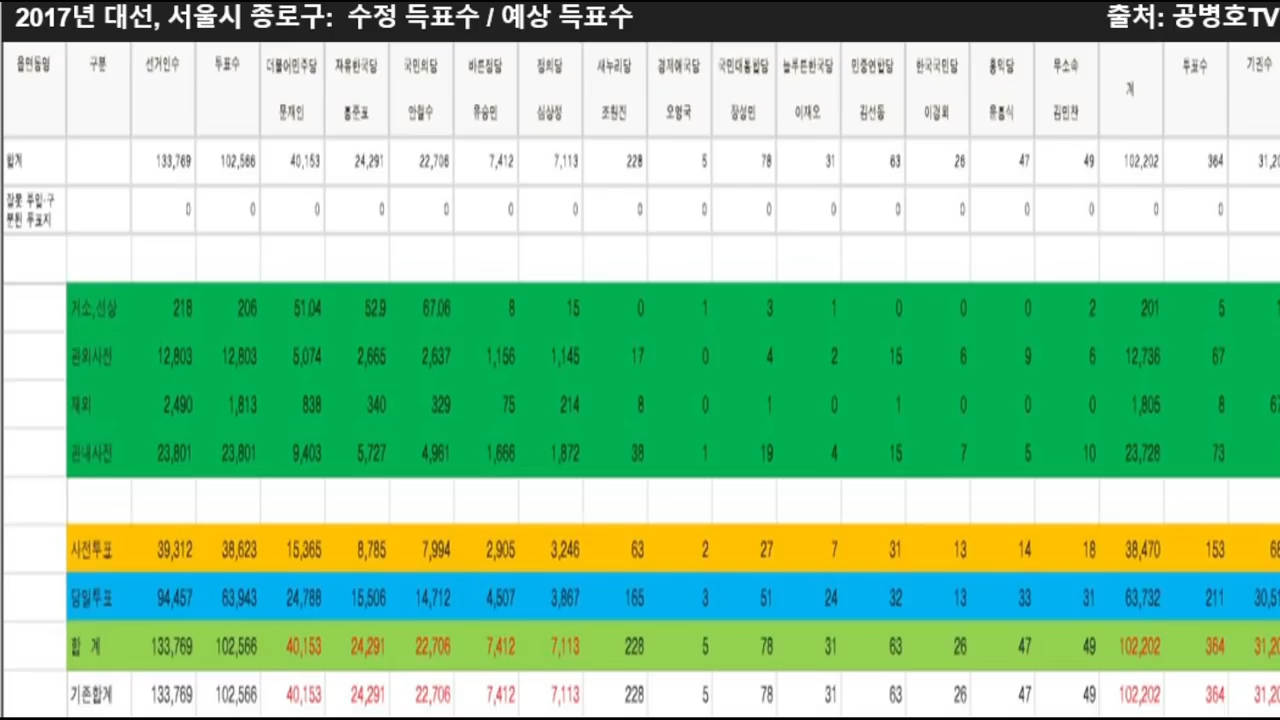 2017년 대선, 서울시 종로구: 수정 득표수 / 예상 득표수 출처: 공병호TV
읍면동명 구분 선거인수 투표수 더불어민주당 자유한국당 국민의당 바른정당 정의당 새누리당 경제애국당 국민대통합당 늘푸른한국당 민중연합당 한국국민당 홍익당 무소속 계 투표수 기권수
문재인 홍준표 안철수 유승민 심상정 조원진 오영국 장성민 이재오 김선동 이경희 윤홍식 김민찬
합계 133,769 102,566 40,153 24,291 22,706 7,412 7,113 228 5 78 31 63 26 47 49 102,202 364 31,20
잘못 투입·구
분된 투표지 0 0 0 0 0 0 0 0 0 0 0 0 0 0 0 0 0
거소,선상 218 206 51.04 52.9 67.06 8 15 0 1 3 1 0 0 0 2 201 5 1
관외사전 12,803 12,803 5,074 2,665 2,637 1,156 1,145 17 0 4 2 15 6 9 6 12,736 67
재외 2,490 1,813 838 340 329 75 214 8 0 1 0 1 0 0 0 1,805 8 67
관내사전 23,801 23,801 9,403 5,727 4,961 1,666 1,872 38 1 19 4 15 7 5 10 23,728 73
사전투표 39,312 38,623 15,365 8,785 7,994 2,905 3,246 63 2 27 7 31 13 14 18 38,470 153 68
당일투표 94,457 63,943 24,788 15,506 14,712 4,507 3,867 165 3 51 24 32 13 33 31 63,732 211 30,51
합 계 133,769 102,566 40,153 24,291 22,706 7,412 7,113 228 5 78 31 63 26 47 49 102,202 364 31,20
기존합계 133,769 102,566 40,153 24,291 22,706 7,412 7,113 228 5 78 31 63 26 47 49 102,202 364 31,20